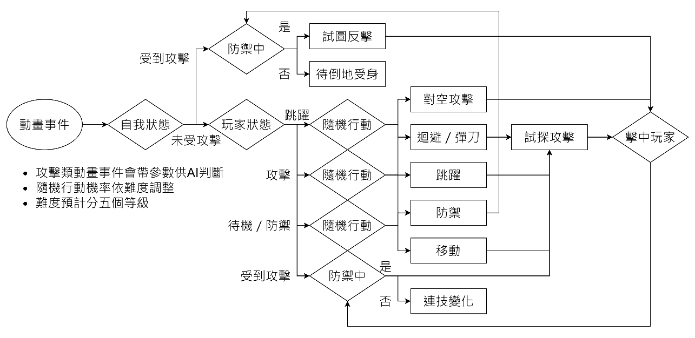 是
受到攻擊
防禦中
試圖反擊
否
待倒地受身
動畫事件
自我狀態
未受攻擊
玩家狀態
跳躍
隨機行動
對空攻擊
迴避 / 彈刀
試探攻擊
擊中玩家
攻擊
隨機行動
跳躍
防禦
待機 / 防禦
隨機行動
移動
受到攻擊
防禦中
是
否
連技變化
• 攻擊類動畫事件會帶參數供AI判斷
• 隨機行動機率依難度調整
• 難度預計分五個等級